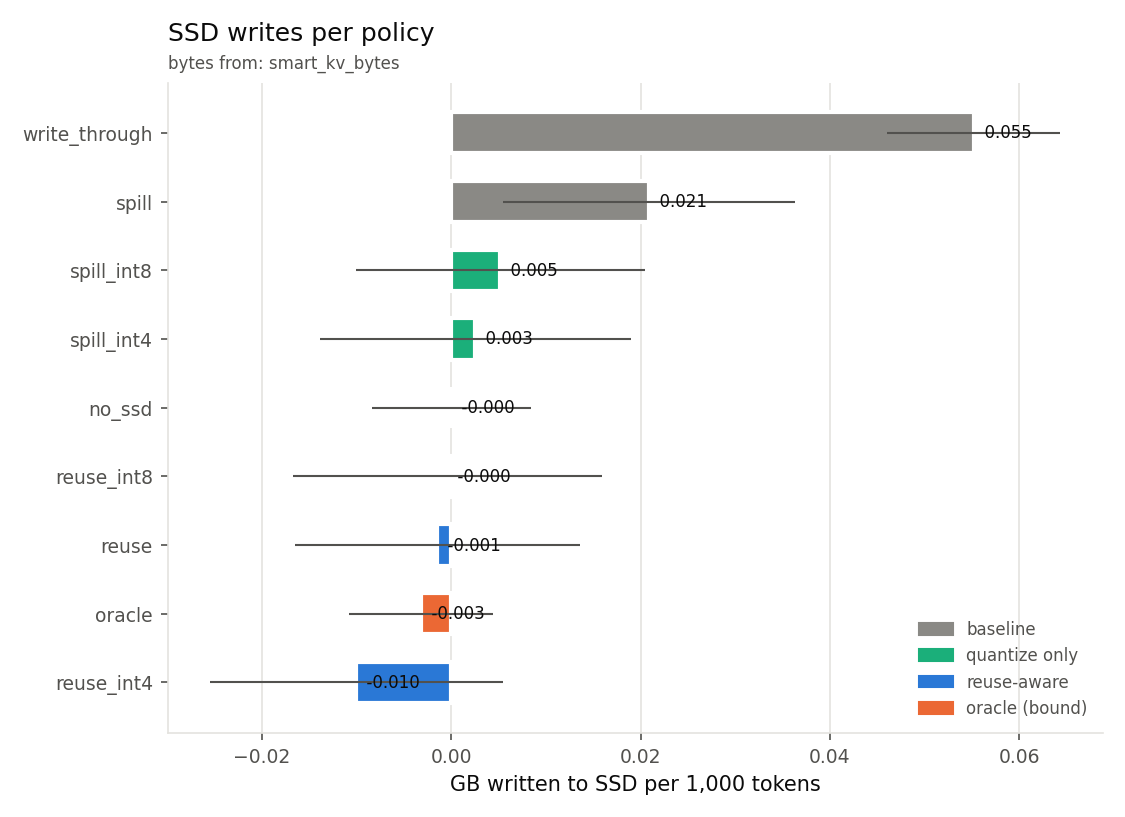 SSD writes per policy
bytes from: smart_kv_bytes
write_through
0.055
spill
0.021
spill_int8
0.005
spill_int4
0.003
no_ssd
-0.000
reuse_int8
-0.000
reuse
-0.001
oracle
-0.003
reuse_int4
-0.010
baseline
quantize only
reuse-aware
oracle (bound)
−0.02 0.00 0.02 0.04 0.06
GB written to SSD per 1,000 tokens